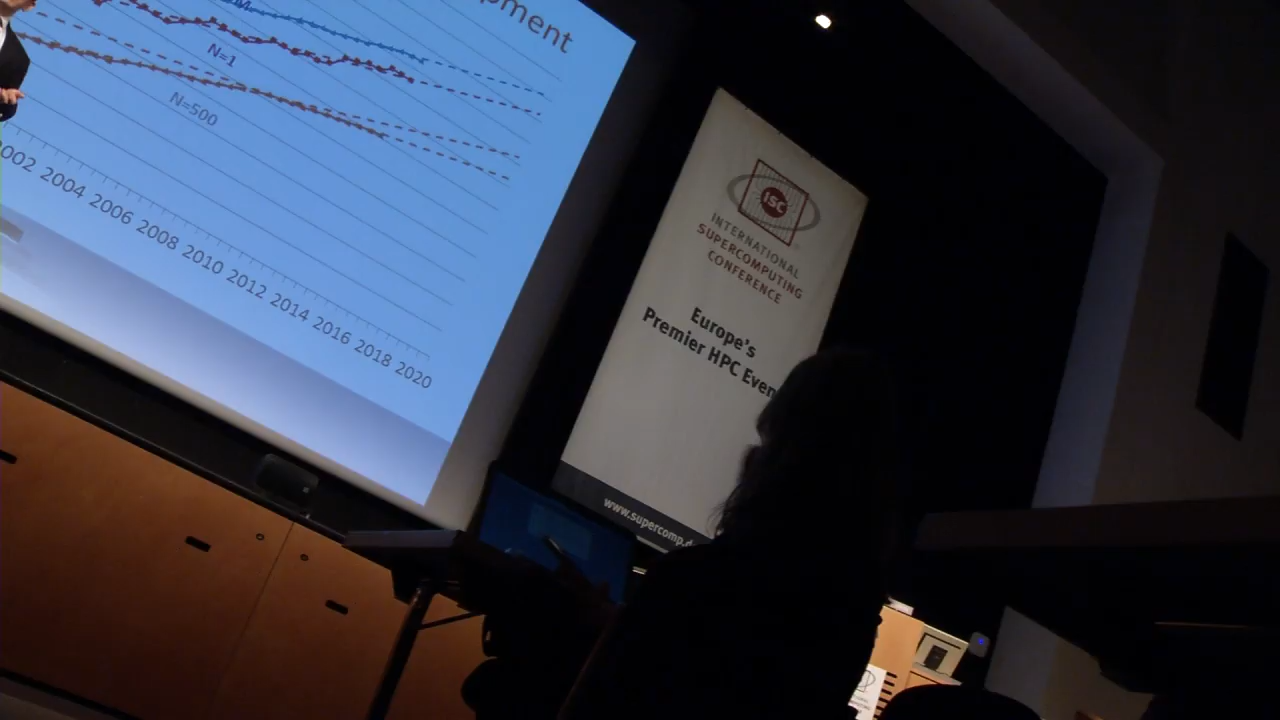 pment
N=1
N=500
2002 2004 2006 2008 2010 2012 2014 2016 2018 2020
ISC
INTERNATIONAL
SUPERCOMPUTING
CONFERENCE
Europe's
Premier HPC Even
www.supercomp.d